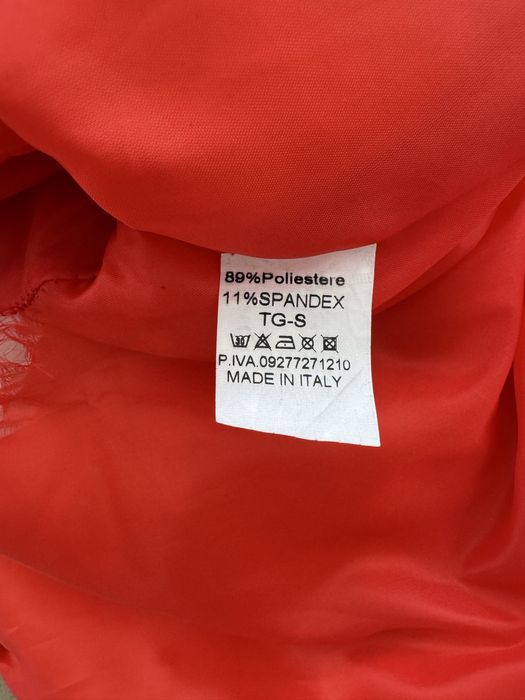 89%Poliestere
11%SPANDEX
TG-S
P.IVA.09277271210
MADE IN ITALY